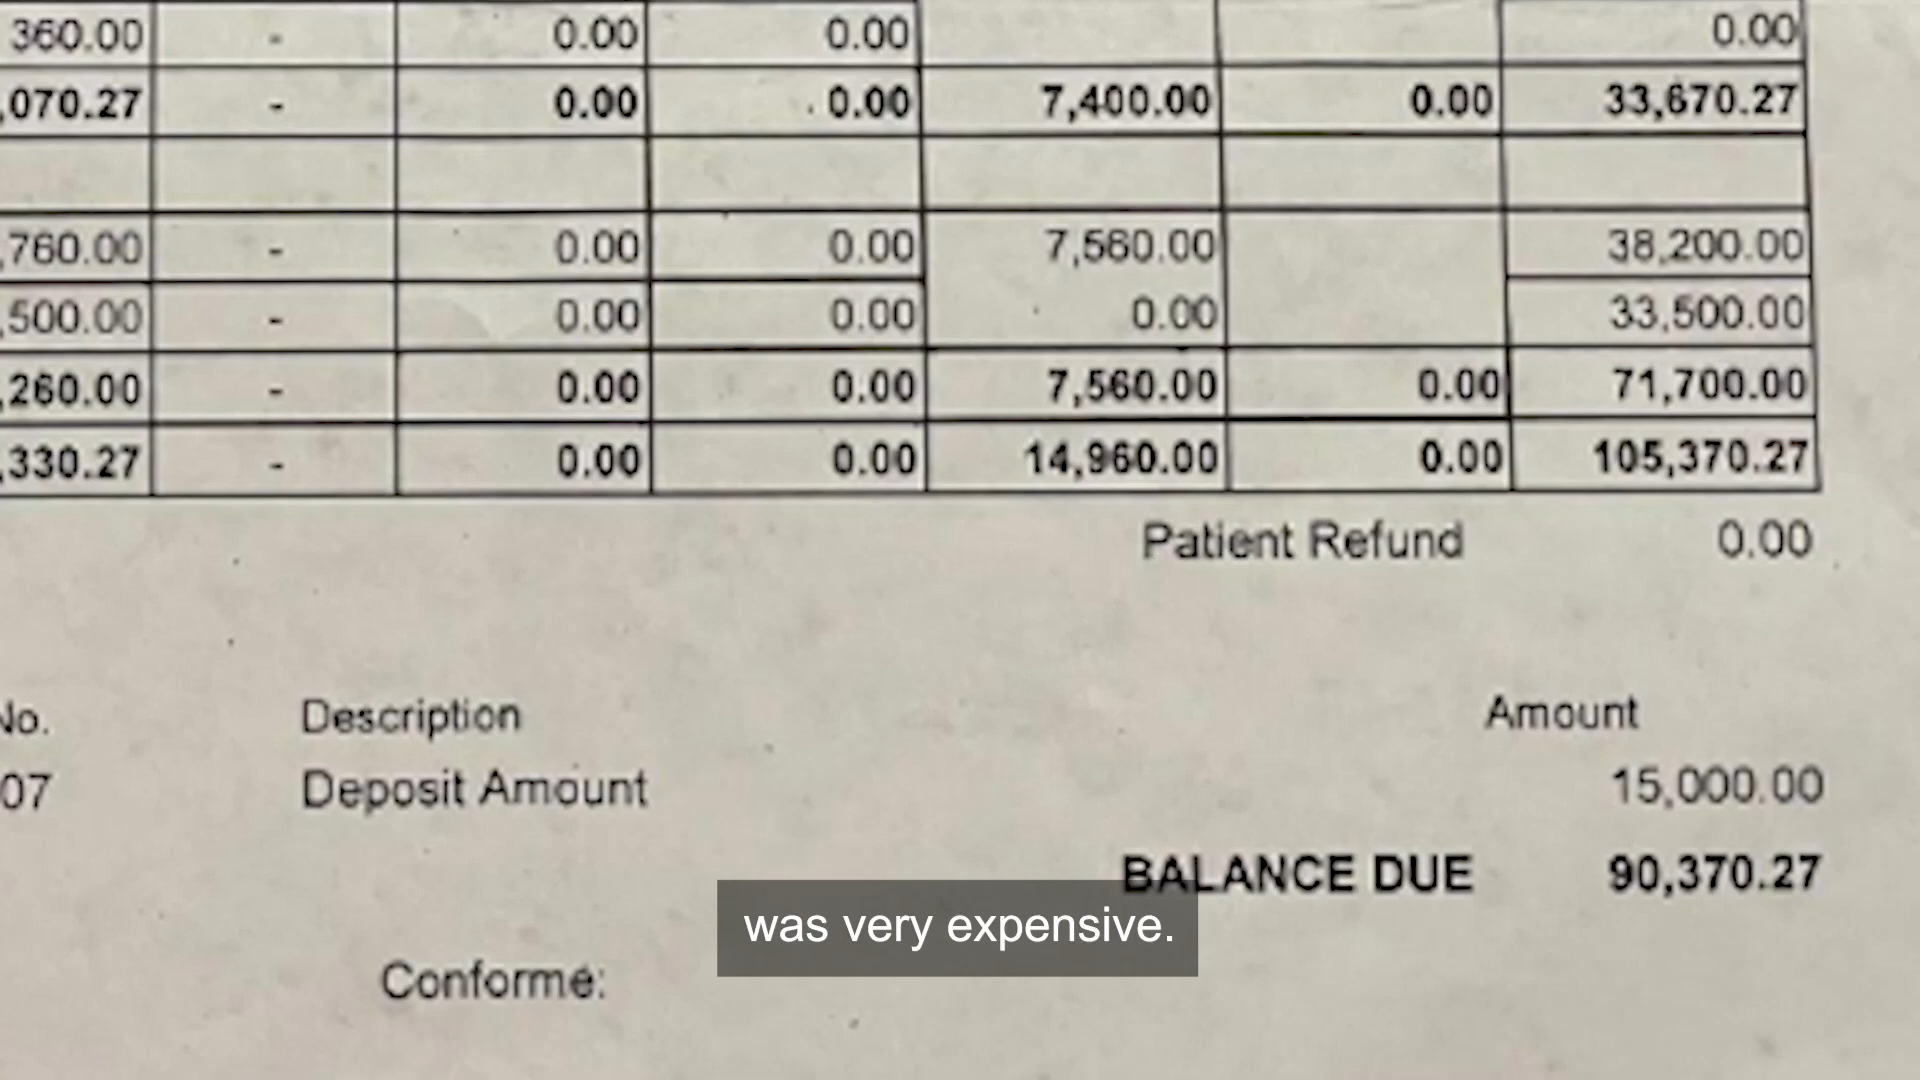 360.00 - 0.00 0.00 0.00
,070.27 - 0.00 0.00 7,400.00 0.00 33,670.27
,760.00 - 0.00 0.00 7,560.00 38,200.00
,500.00 - 0.00 0.00 0.00 33,500.00
,260.00 - 0.00 0.00 7,560.00 0.00 71,700.00
,330.27 - 0.00 0.00 14,960.00 0.00 105,370.27
Patient Refund 0.00
No. Description Amount
07 Deposit Amount 15,000.00
BALANCE DUE 90,370.27
was very expensive.
Conforme: